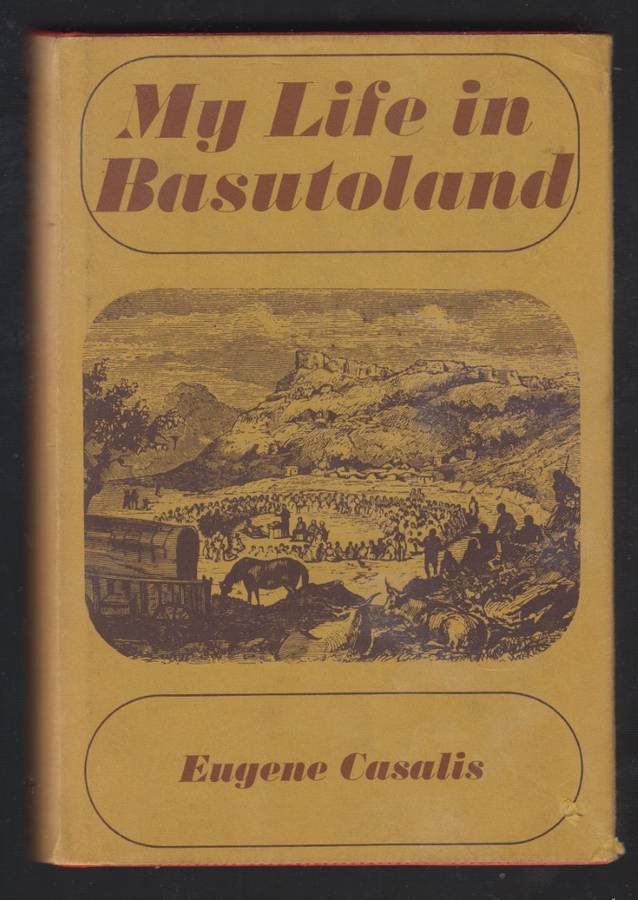 My Life in
Basutoland
Eugene Casalis